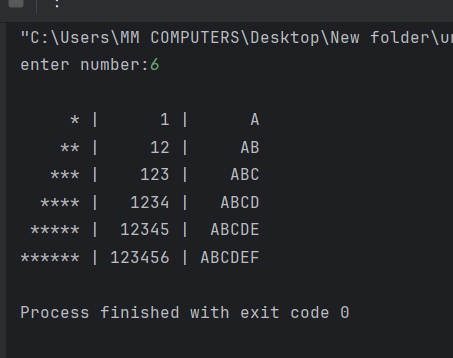 "C:\Users\MM COMPUTERS\Desktop\New folder\
enter number:6
     * |      1 |      A
    ** |     12 |     AB
   *** |    123 |    ABC
  **** |   1234 |   ABCD
 ***** |  12345 |  ABCDE
****** | 123456 | ABCDEF
Process finished with exit code 0